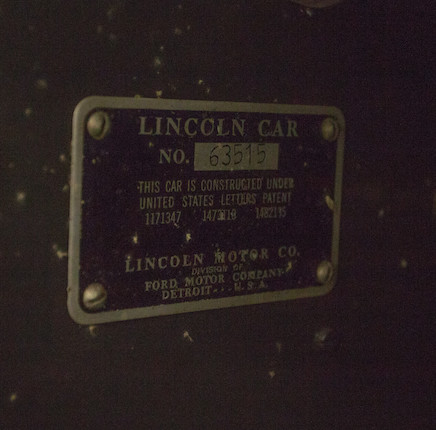 LINCOLN CAR
NO. 63515
THIS CAR IS CONSTRUCTED UNDER
UNITED STATES LETTERS PATENT
1171347
LINCOLN MOTOR CO.
DIVISION OF
FORD MOTOR COMPANY
DETROIT - - - U.S.A.